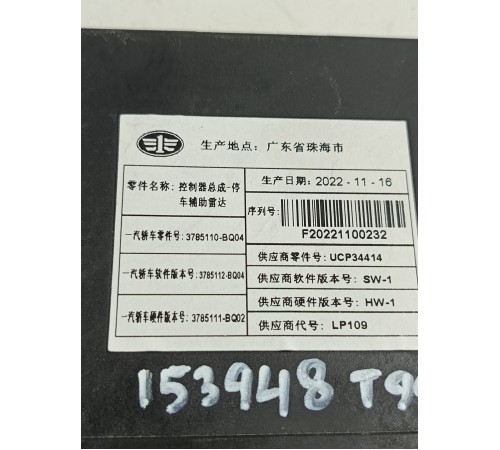 生产地点：广东省珠海市
零件名称：控制器总成-停
车辅助雷达
生产日期：2022-11-16
序列号：
F20221100232
一汽轿车零件号：3785110-BQ04
供应商零件号：UCP34414
一汽轿车软件版本号：3785112-BQ04
供应商软件版本号：SW-1
一汽轿车硬件版本号：3785111-BQ02
供应商硬件版本号：HW-1
供应商代号：LP109
153948 T9